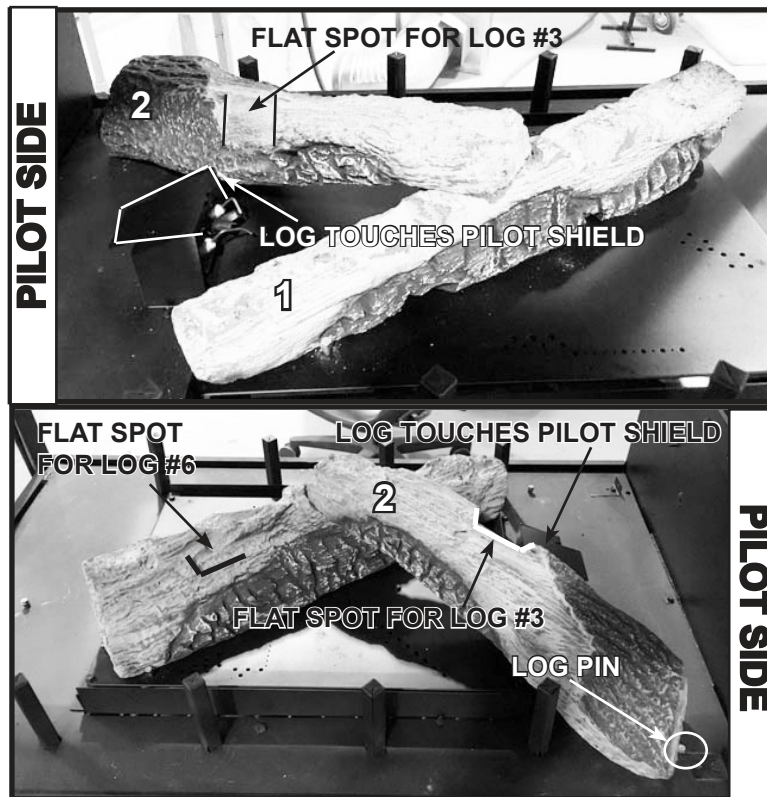 PILOT SIDE
FLAT SPOT FOR LOG #3
2
LOG TOUCHES PILOT SHIELD
1
FLAT SPOT
FOR LOG #6
LOG TOUCHES PILOT SHIELD
2
FLAT SPOT FOR LOG #3
LOG PIN
PILOT SIDE